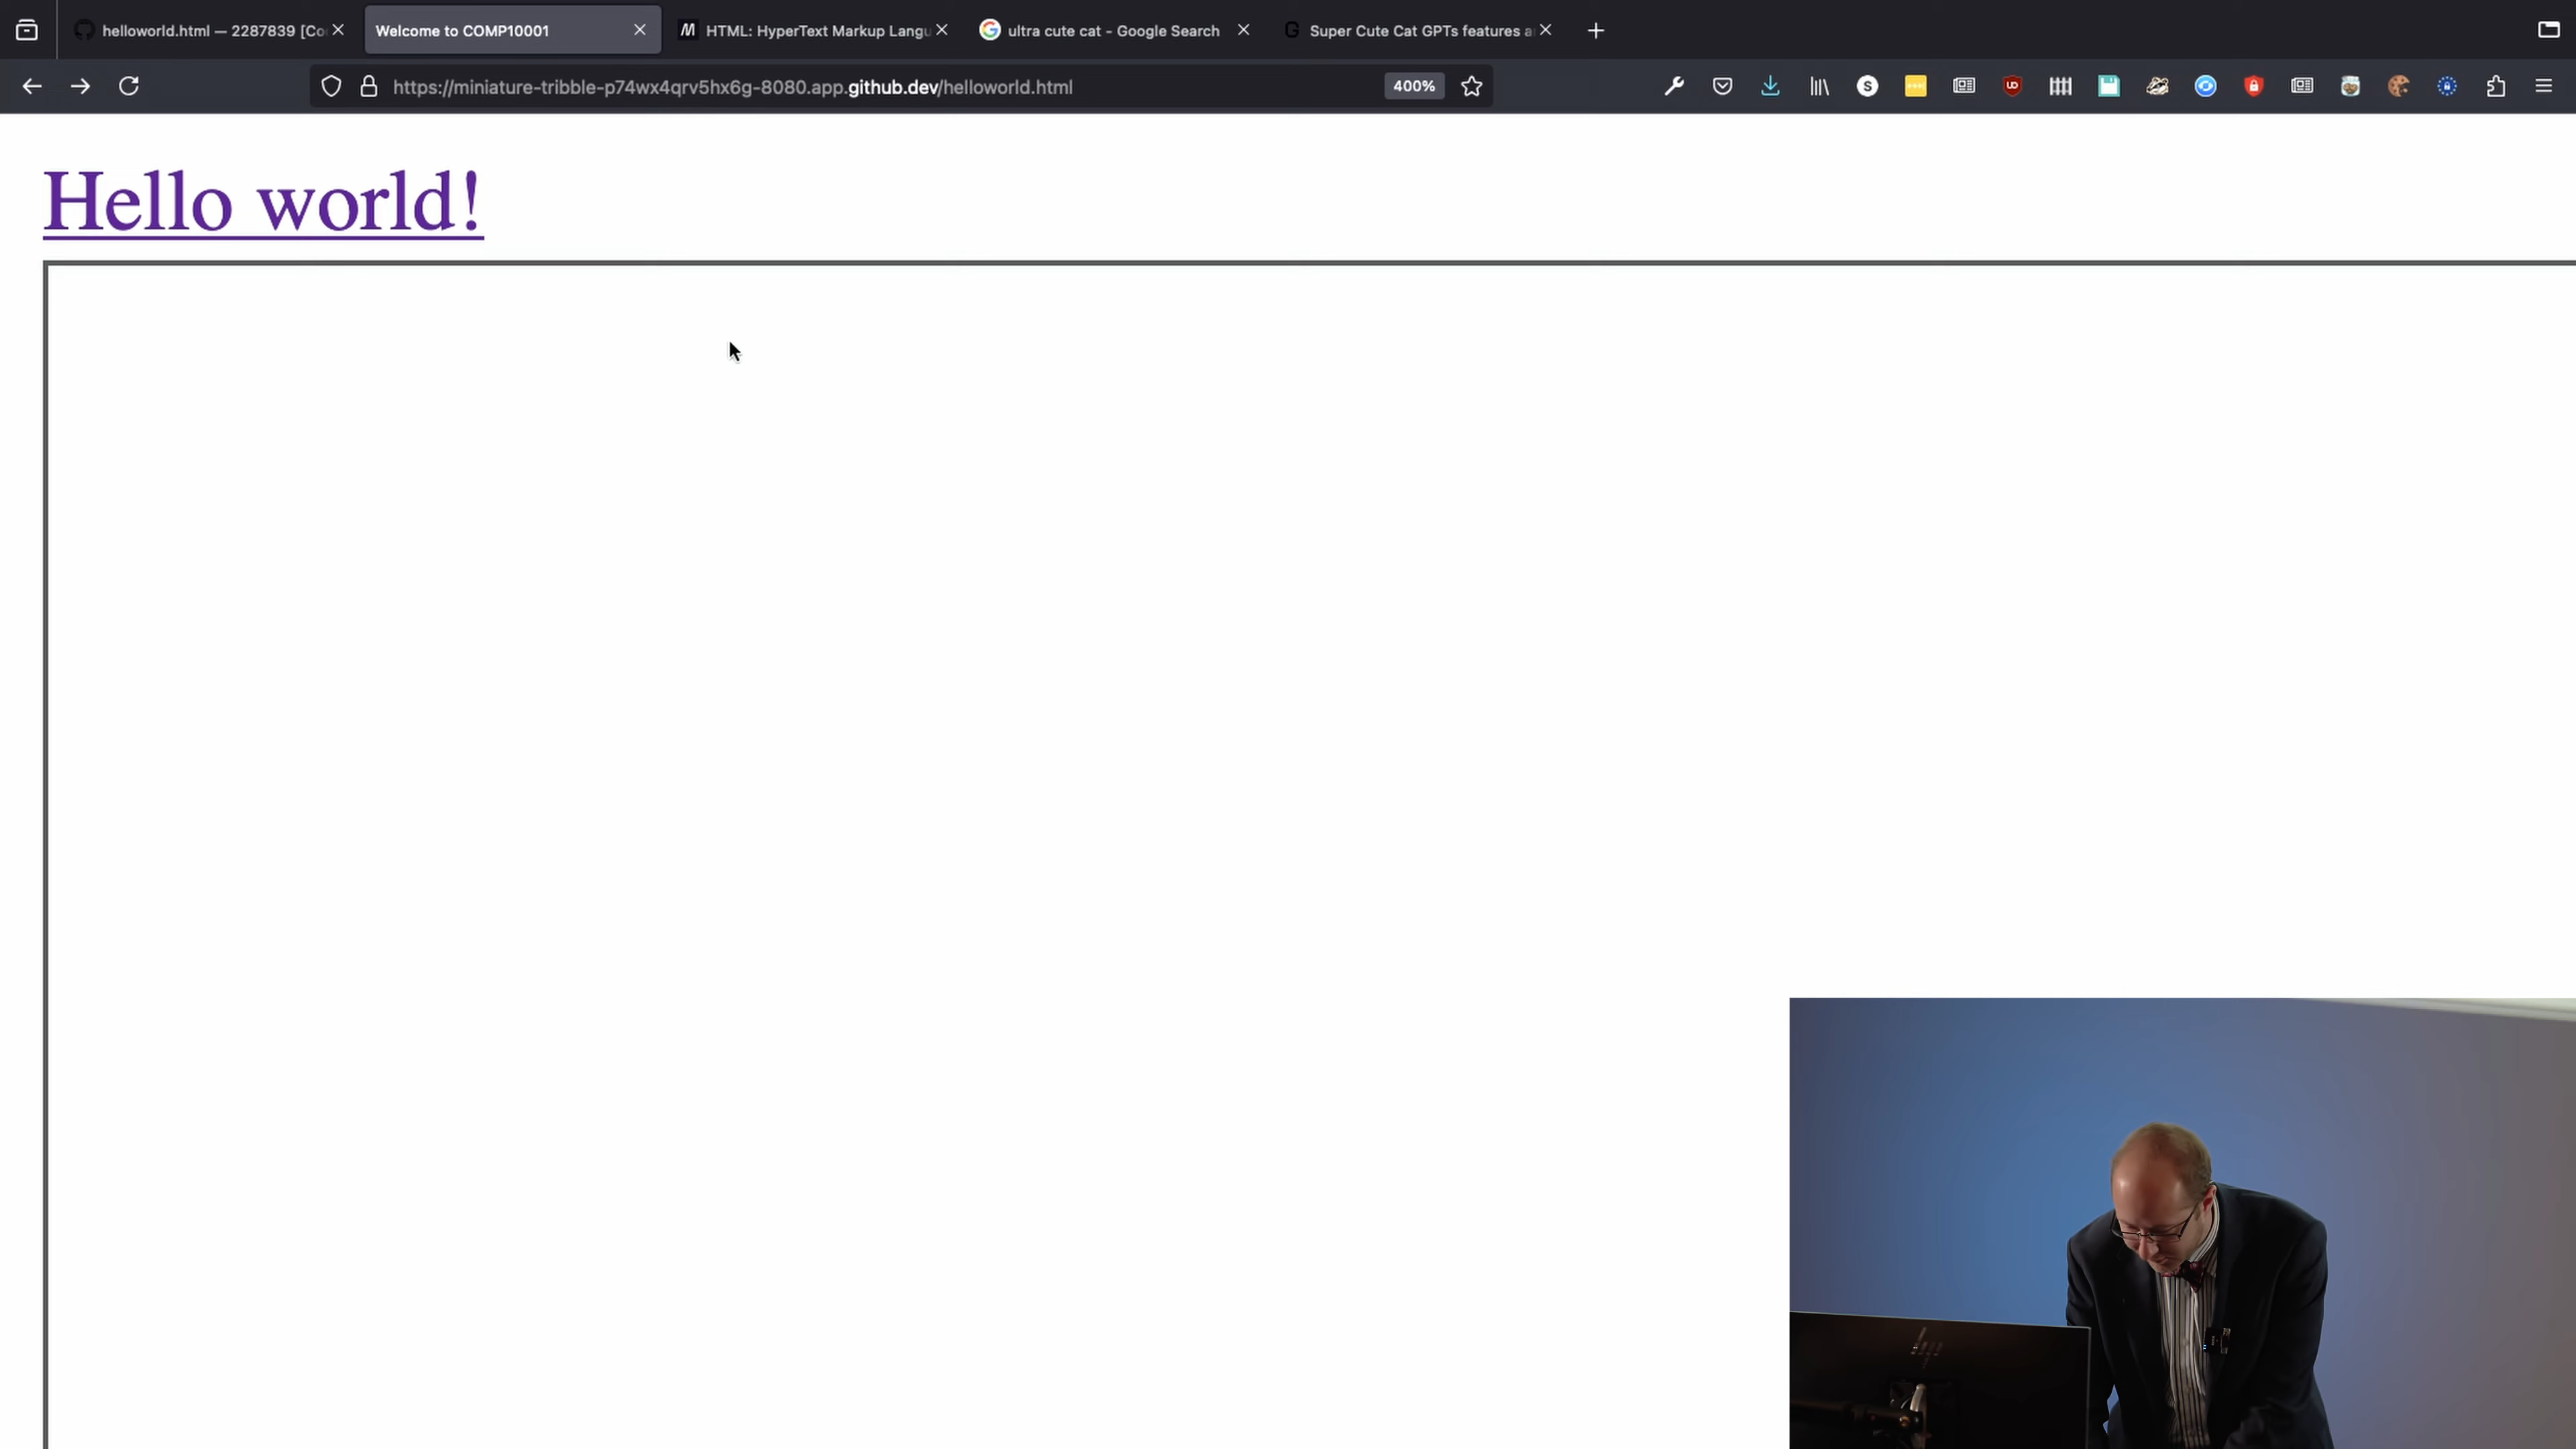 helloworld.html — 2287839 [Co
Welcome to COMP10001
HTML: HyperText Markup Langu
ultra cute cat - Google Search
Super Cute Cat GPTs features a
https://miniature-tribble-p74wx4qrv5hx6g-8080.app.github.dev/helloworld.html
400%
Hello world!